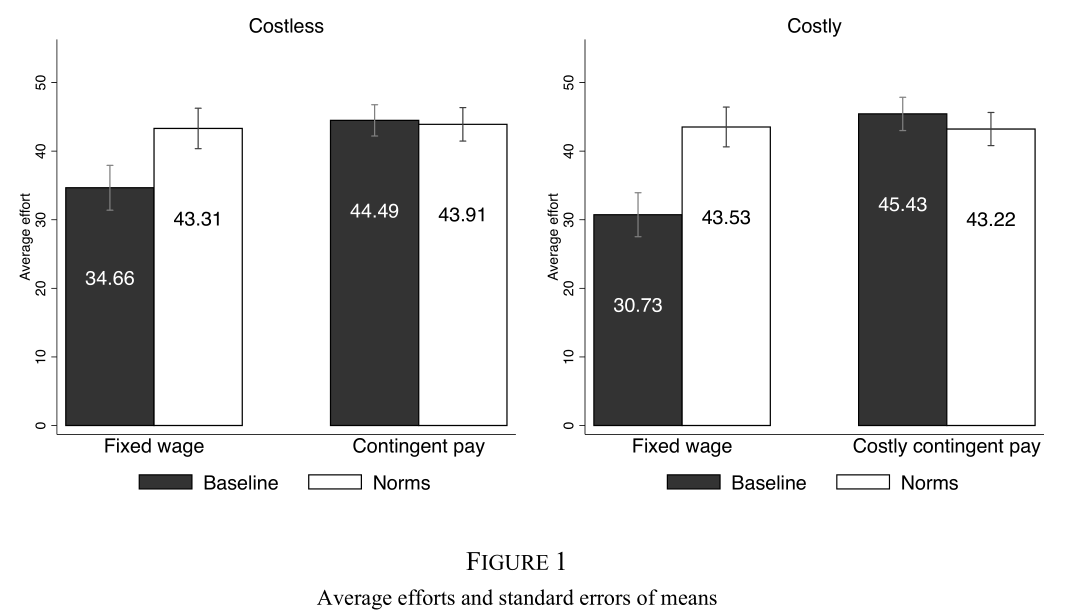 Costless
Average effort
50
40
30
20
10
0
34.66
43.31
44.49
43.91
Fixed wage
Contingent pay
Baseline
Norms
Costly
Average effort
50
40
30
20
10
0
30.73
43.53
45.43
43.22
Fixed wage
Costly contingent pay
Baseline
Norms
FIGURE 1
Average efforts and standard errors of means